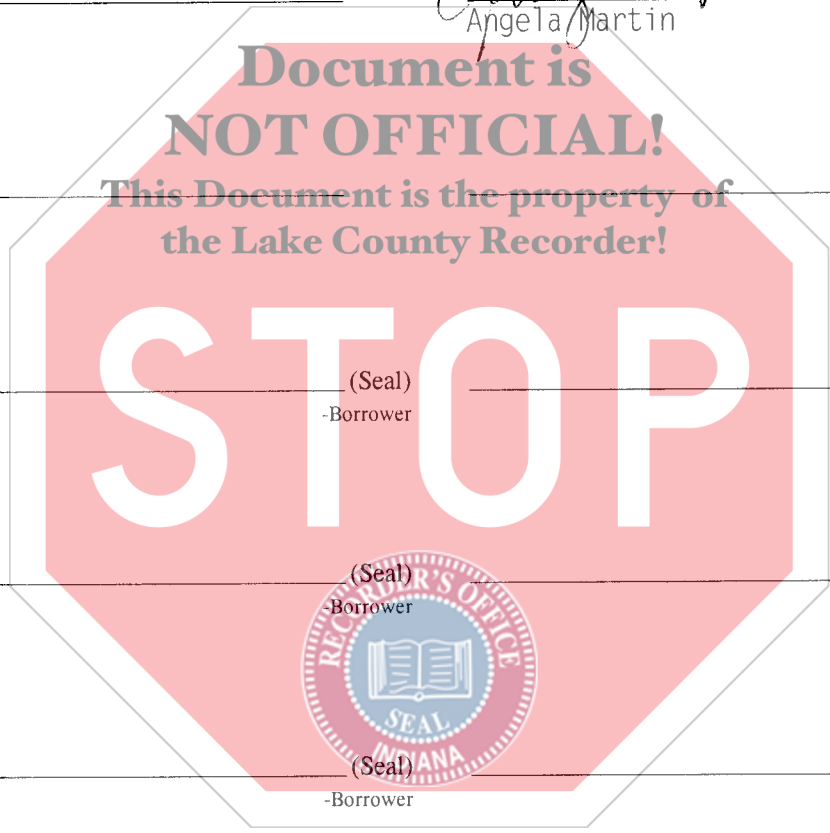 Angela Martin
Document is
NOT OFFICIAL!
This Document is the property of
the Lake County Recorder!
STOP
(Seal)
-Borrower
(Seal)
-Borrower
RECORDER'S OFFICE
SEAL
INDIANA
(Seal)
-Borrower